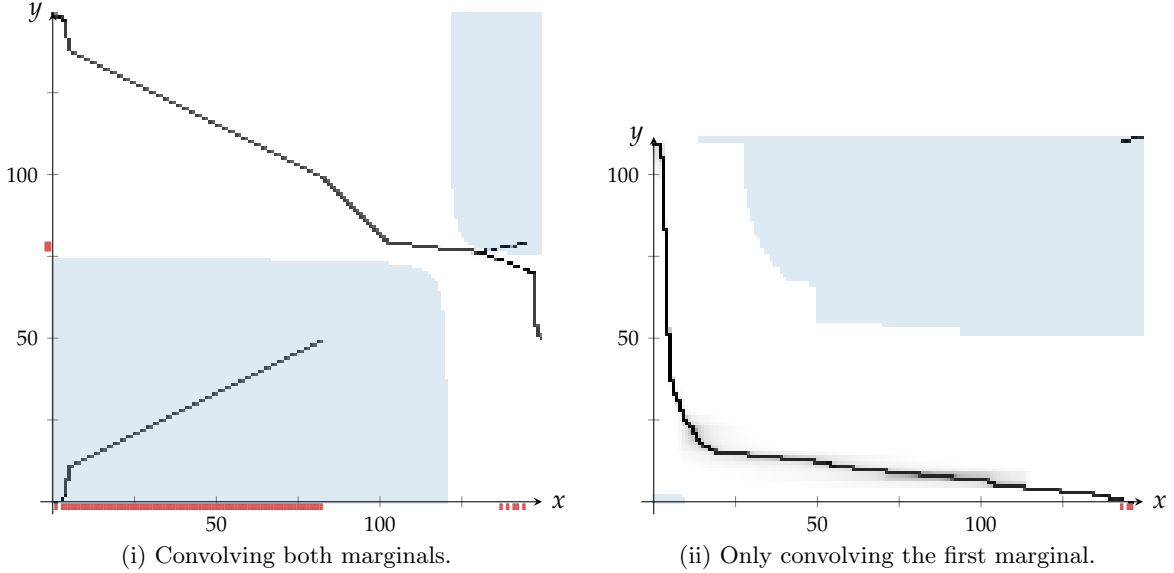 y
100
50
50
100
x
(i) Convolving both marginals.
y
100
50
50
100
x
(ii) Only convolving the first marginal.